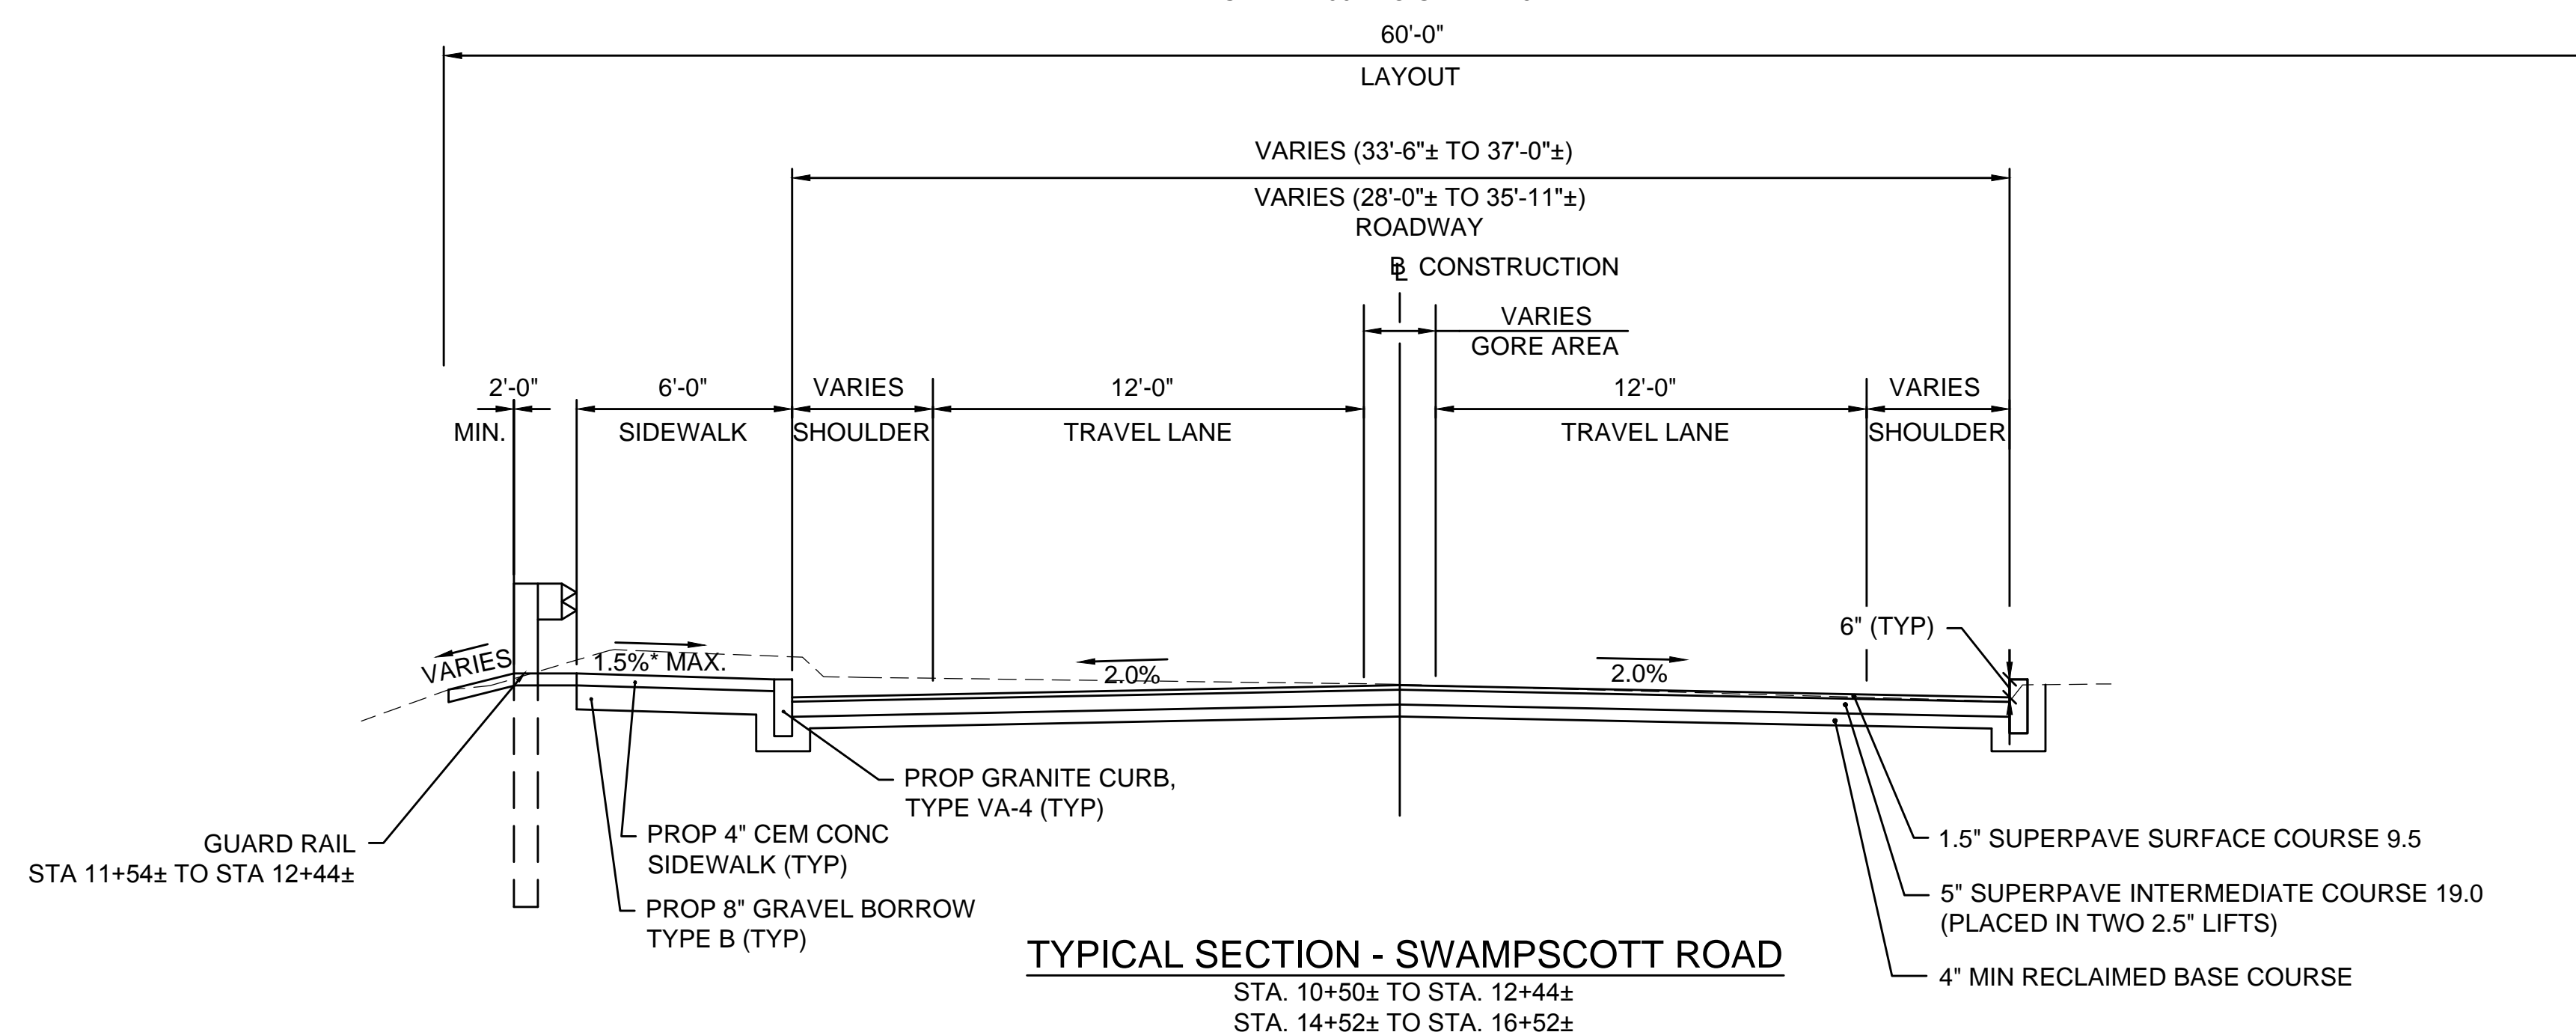 60'-0"
LAYOUT
VARIES (33'-6"± TO 37'-0"±)
VARIES (28'-0"± TO 35'-11"±)
ROADWAY
℄ CONSTRUCTION
VARIES
GORE AREA
2'-0"
MIN.
6'-0"
SIDEWALK
VARIES
SHOULDER
12'-0"
TRAVEL LANE
12'-0"
TRAVEL LANE
VARIES
SHOULDER
6" (TYP)
VARIES
1.5%* MAX.
2.0%
2.0%
PROP GRANITE CURB,
TYPE VA-4 (TYP)
GUARD RAIL
STA 11+54± TO STA 12+44±
PROP 4" CEM CONC
SIDEWALK (TYP)
PROP 8" GRAVEL BORROW
TYPE B (TYP)
1.5" SUPERPAVE SURFACE COURSE 9.5
5" SUPERPAVE INTERMEDIATE COURSE 19.0
(PLACED IN TWO 2.5" LIFTS)
4" MIN RECLAIMED BASE COURSE
TYPICAL SECTION - SWAMPSCOTT ROAD
STA. 10+50± TO STA. 12+44±
STA. 14+52± TO STA. 16+52±